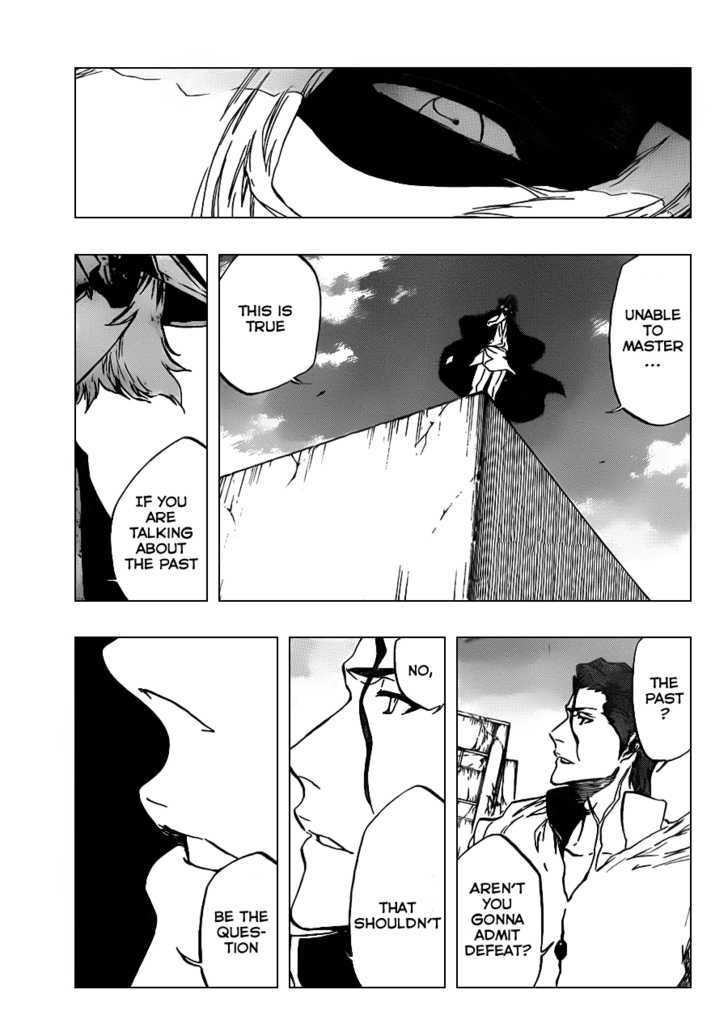 UNABLE
TO
MASTER
...
THIS IS
TRUE
IF YOU
ARE
TALKING
ABOUT
THE PAST
THE
PAST
?
AREN'T
YOU
GONNA
ADMIT
DEFEAT?
NO,
THAT
SHOULDN'T
BE THE
QUES-
TION